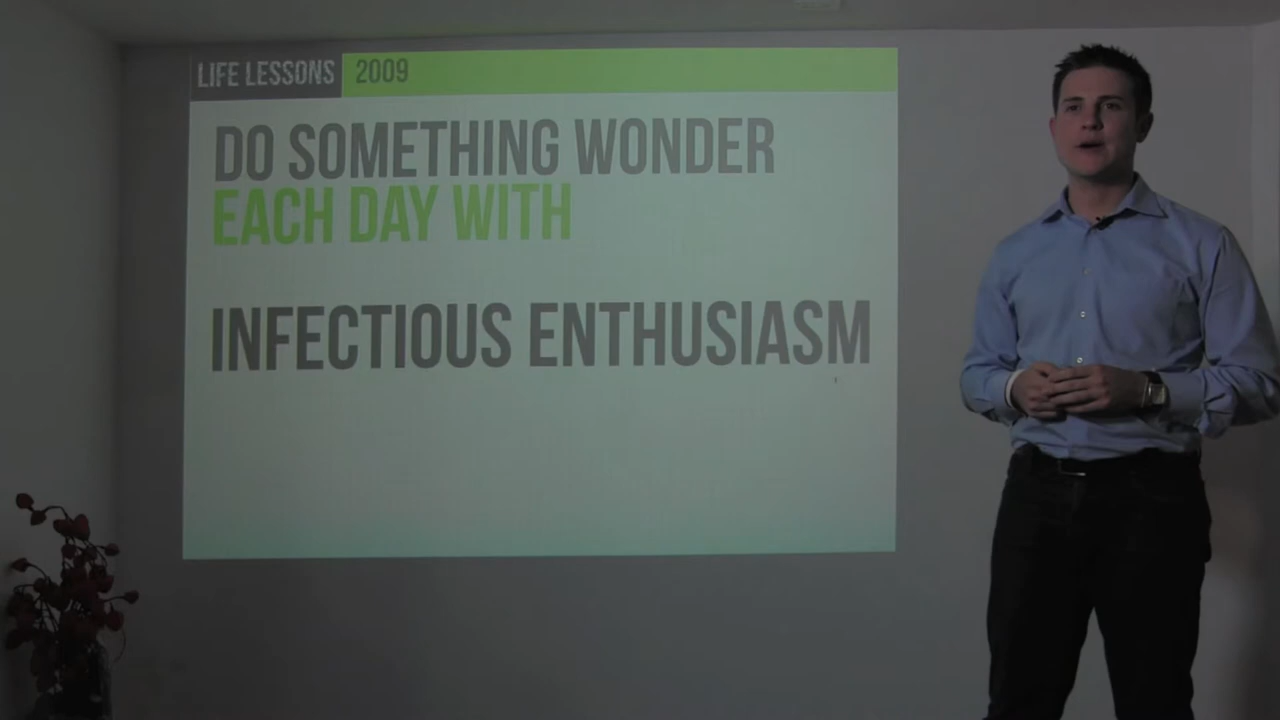 LIFE LESSONS 2009
DO SOMETHING WONDER
EACH DAY WITH
INFECTIOUS ENTHUSIASM